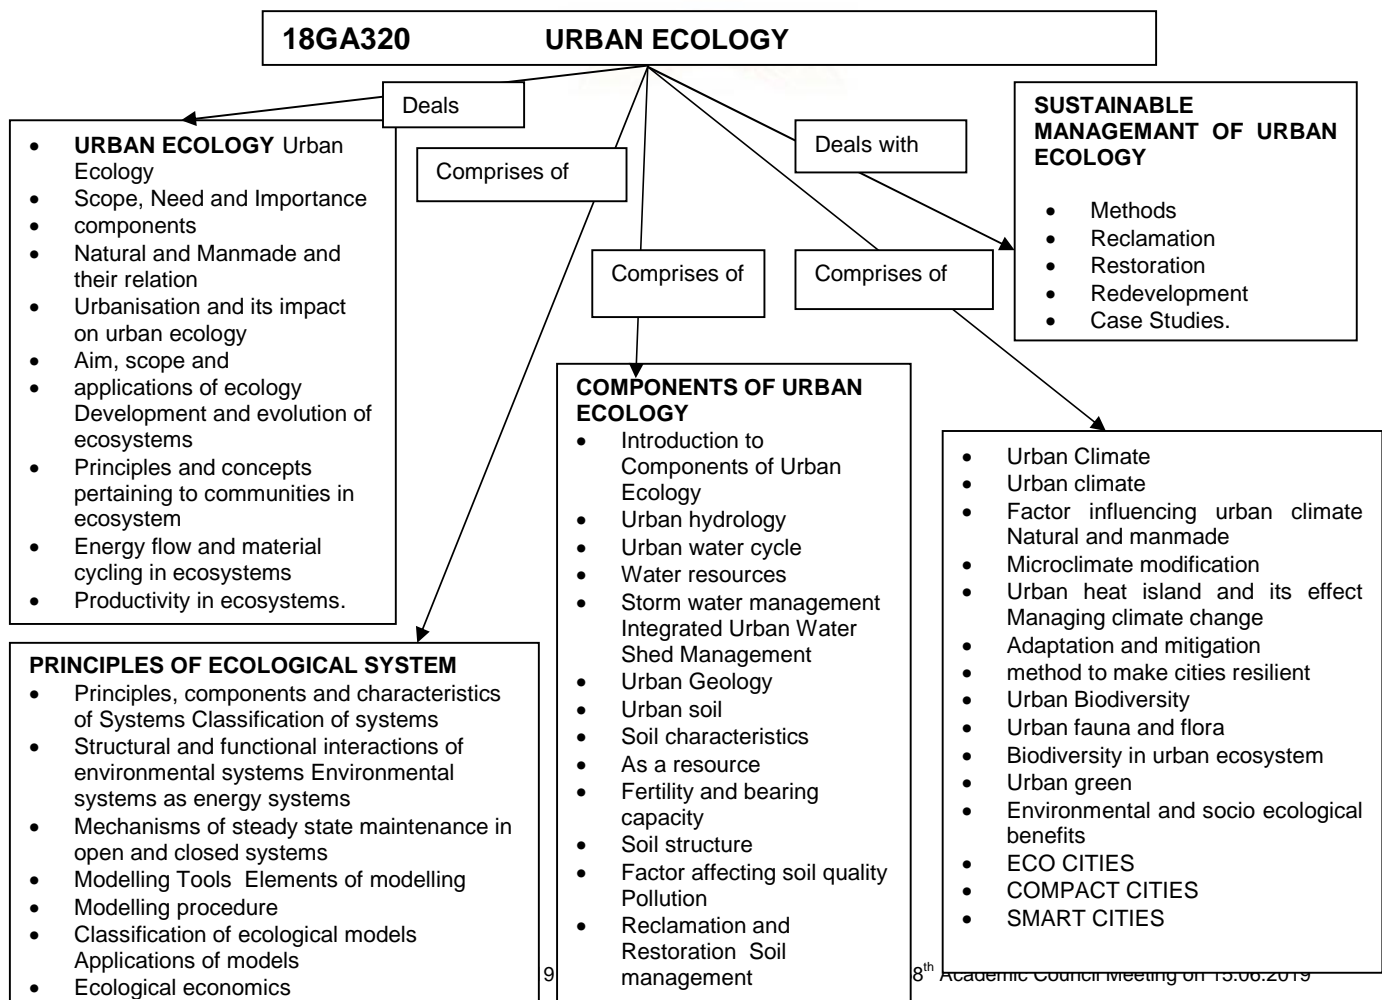 18GA320 URBAN ECOLOGY
Deals
Comprises of
Comprises of
Deals with
Comprises of
URBAN ECOLOGY Urban
Ecology
Scope, Need and Importance
components
Natural and Manmade and
their relation
Urbanisation and its impact
on urban ecology
Aim, scope and
applications of ecology
Development and evolution of
ecosystems
Principles and concepts
pertaining to communities in
ecosystem
Energy flow and material
cycling in ecosystems
Productivity in ecosystems.
PRINCIPLES OF ECOLOGICAL SYSTEM
Principles, components and characteristics
of Systems Classification of systems
Structural and functional interactions of
environmental systems Environmental
systems as energy systems
Mechanisms of steady state maintenance in
open and closed systems
Modelling Tools Elements of modelling
Modelling procedure
Classification of ecological models
Applications of models
Ecological economics
COMPONENTS OF URBAN
ECOLOGY
Introduction to
Components of Urban
Ecology
Urban hydrology
Urban water cycle
Water resources
Storm water management
Integrated Urban Water
Shed Management
Urban Geology
Urban soil
Soil characteristics
As a resource
Fertility and bearing
capacity
Soil structure
Factor affecting soil quality
Pollution
Reclamation and
Restoration Soil
management
SUSTAINABLE
MANAGEMANT OF URBAN
ECOLOGY
Methods
Reclamation
Restoration
Redevelopment
Case Studies.
Urban Climate
Urban climate
Factor influencing urban climate
Natural and manmade
Microclimate modification
Urban heat island and its effect
Managing climate change
Adaptation and mitigation
method to make cities resilient
Urban Biodiversity
Urban fauna and flora
Biodiversity in urban ecosystem
Urban green
Environmental and socio ecological
benefits
ECO CITIES
COMPACT CITIES
SMART CITIES
9
8th Academic Council Meeting on 15.06.2019